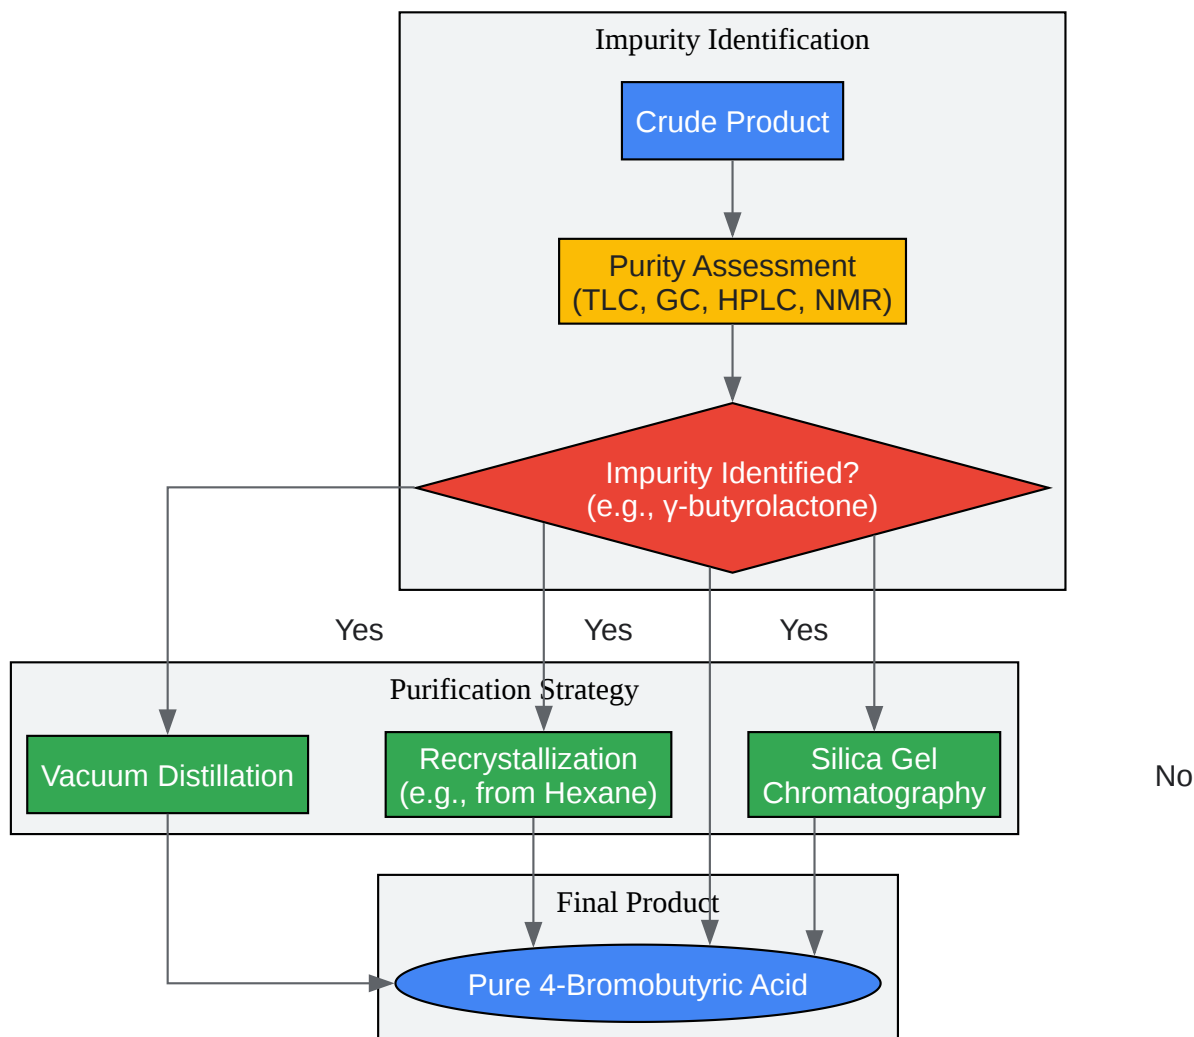 Impurity Identification
Crude Product
Purity Assessment
(TLC, GC, HPLC, NMR)
Impurity Identified?
(e.g., γ-butyrolactone)
Yes
Yes
Yes
Purification Strategy
Vacuum Distillation
Recrystallization
(e.g., from Hexane)
Silica Gel
Chromatography
No
Final Product
Pure 4-Bromobutyric Acid